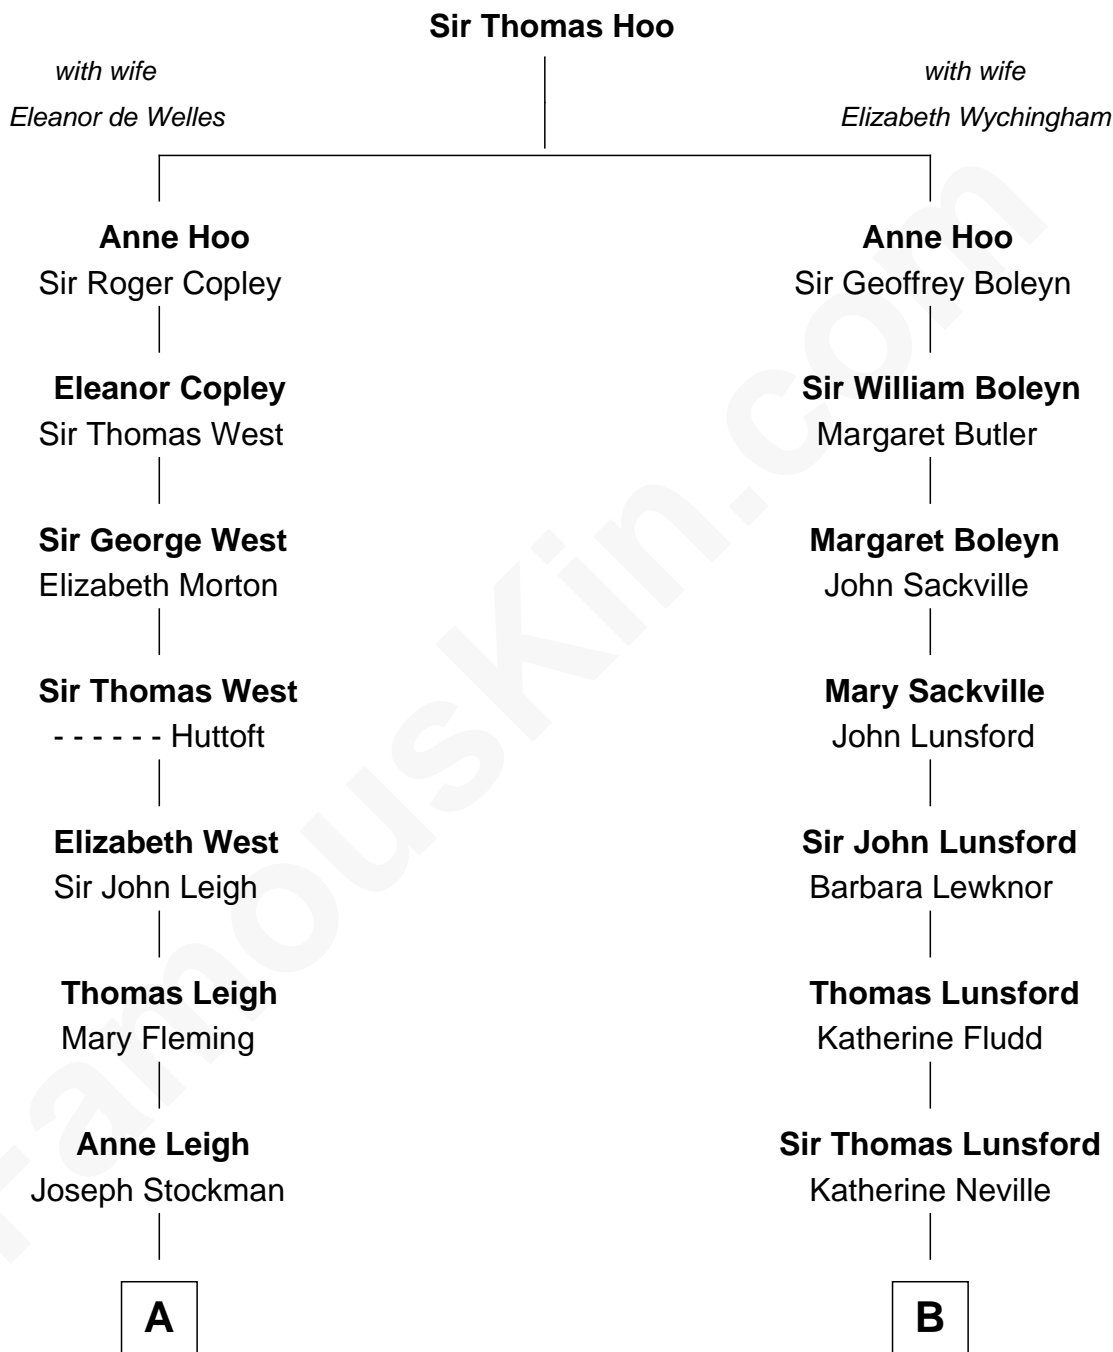 Sir Thomas Hoo
with wife
Eleanor de Welles
with wife
Elizabeth Wychingham
Anne Hoo
Sir Roger Copley
Eleanor Copley
Sir Thomas West
Sir George West
Elizabeth Morton
Sir Thomas West
- - - - - - Huttoft
Elizabeth West
Sir John Leigh
Thomas Leigh
Mary Fleming
Anne Leigh
Joseph Stockman
A
Anne Hoo
Sir Geoffrey Boleyn
Sir William Boleyn
Margaret Butler
Margaret Boleyn
John Sackville
Mary Sackville
John Lunsford
Sir John Lunsford
Barbara Lewknor
Thomas Lunsford
Katherine Fludd
Sir Thomas Lunsford
Katherine Neville
B
FamousKin.com